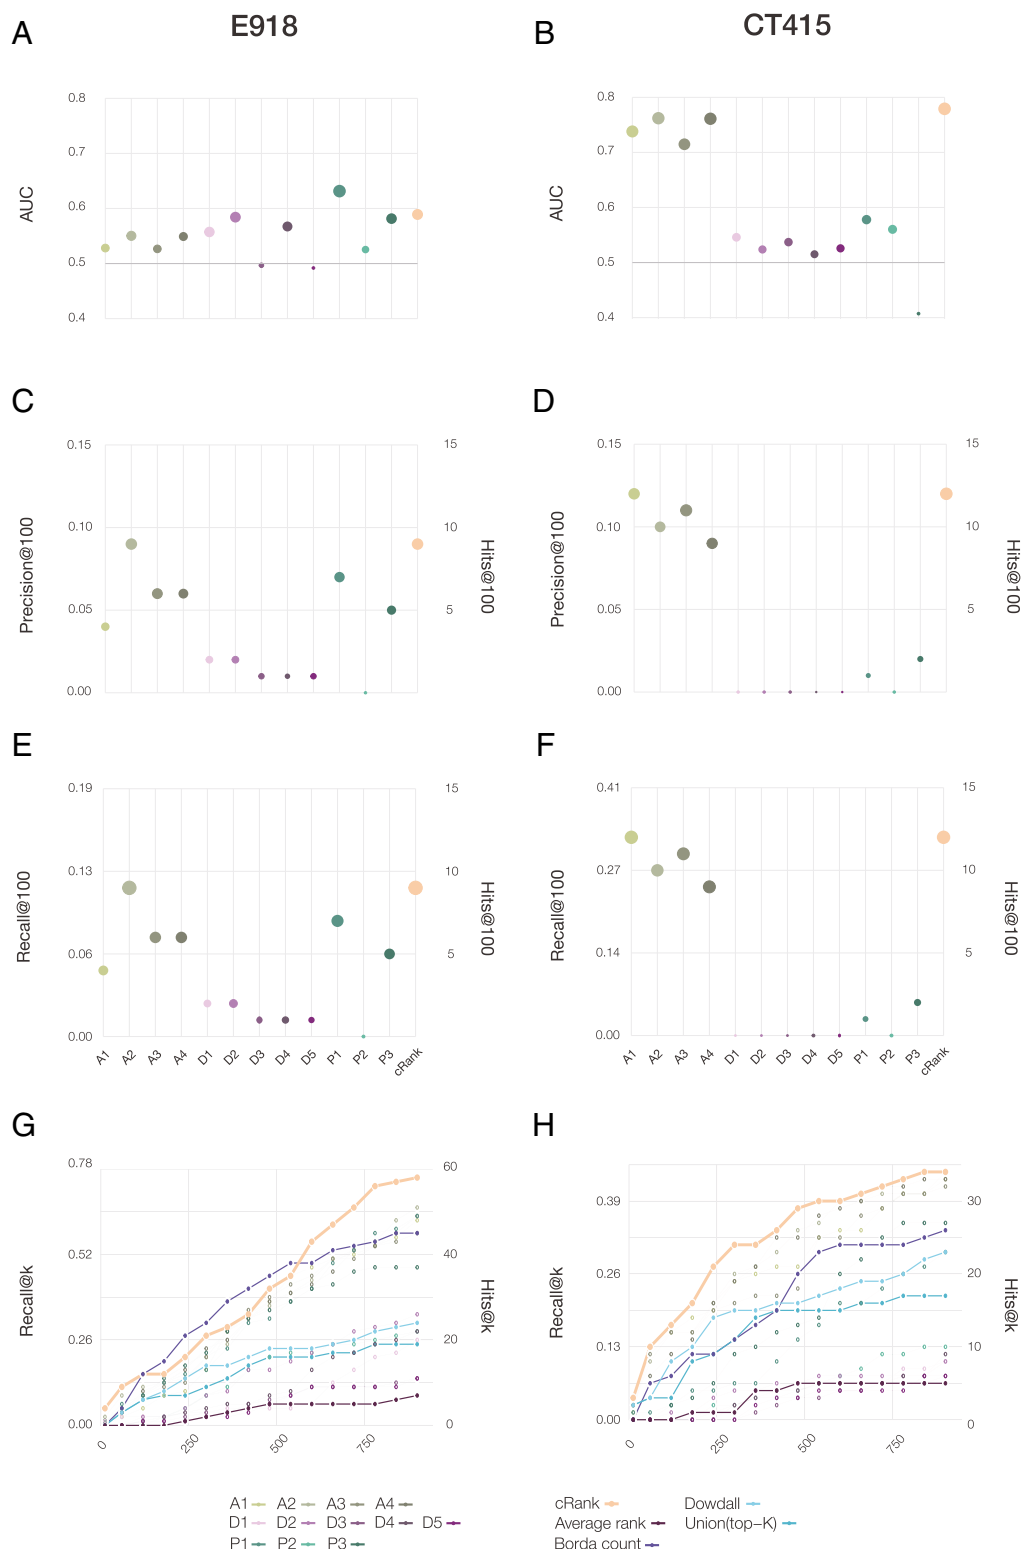 A
E918
B
CT415
0.8
0.7
0.6
0.5
0.4
AUC
0.8
0.7
0.6
0.5
0.4
AUC
C
0.15
0.10
0.05
0.00
Precision@100
15
10
5
Hits@100
D
0.15
0.10
0.05
0.00
Precision@100
15
10
5
Hits@100
E
0.19
0.13
0.06
0.00
Recall@100
15
10
5
Hits@100
A1 A2 A3 A4 D1 D2 D3 D4 D5 P1 P2 P3 cRank
F
0.41
0.27
0.14
0.00
Recall@100
15
10
5
Hits@100
A1 A2 A3 A4 D1 D2 D3 D4 D5 P1 P2 P3 cRank
G
0.78
0.52
0.26
0.00
Recall@k
60
40
20
0
Hits@k
0 250 500 750
H
0.39
0.26
0.13
0.00
Recall@k
30
20
10
0
Hits@k
0 250 500 750
A1 A2 A3 A4
D1 D2 D3 D4 D5
P1 P2 P3
cRank Dowdall
Average rank Union(top-K)
Borda count